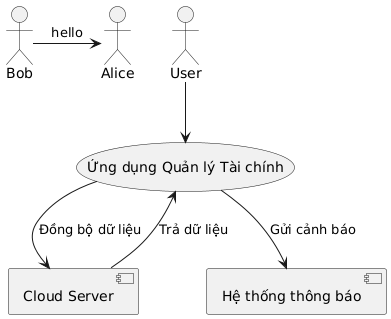 hello
Bob
Alice
User
Ứng dụng Quản lý Tài chính
Đồng bộ dữ liệu
Trả dữ liệu
Gửi cảnh báo
Cloud Server
Hệ thống thông báo